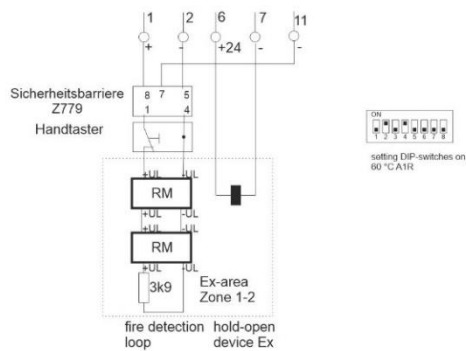 1 2 6 7 11
+ - +24 - -
Sicherheitsbarriere
Z779
8 7 5
1 4
Handtaster
+UL -UL
RM
+UL -UL
+UL -UL
RM
+UL -UL
3k9
Ex-area
Zone 1-2
fire detection
loop
hold-open
device Ex
ON
1 2 3 4 5 6 7 8
setting DIP-switches on
60 °C A1R